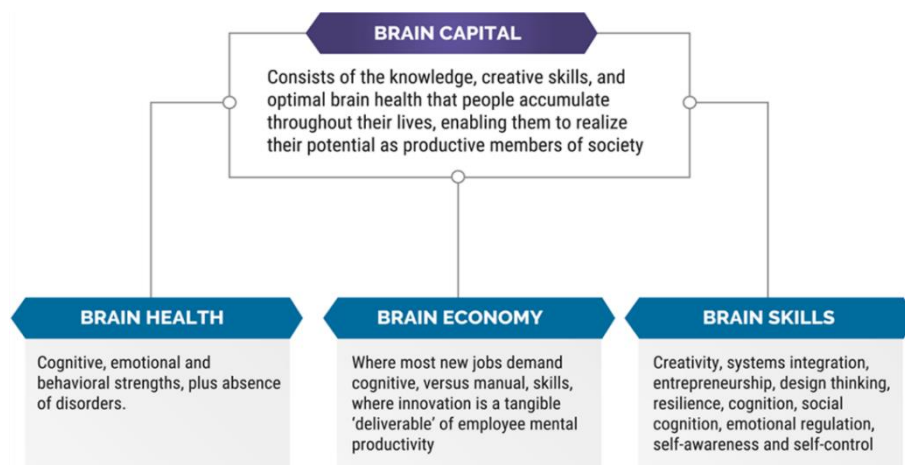 BRAIN CAPITAL
Consists of the knowledge, creative skills, and
optimal brain health that people accumulate
throughout their lives, enabling them to realize
their potential as productive members of society
BRAIN HEALTH
Cognitive, emotional and
behavioral strengths, plus absence
of disorders.
BRAIN ECONOMY
Where most new jobs demand
cognitive, versus manual, skills,
where innovation is a tangible
‘deliverable’ of employee mental
productivity
BRAIN SKILLS
Creativity, systems integration,
entrepreneurship, design thinking,
resilience, cognition, social
cognition, emotional regulation,
self-awareness and self-control